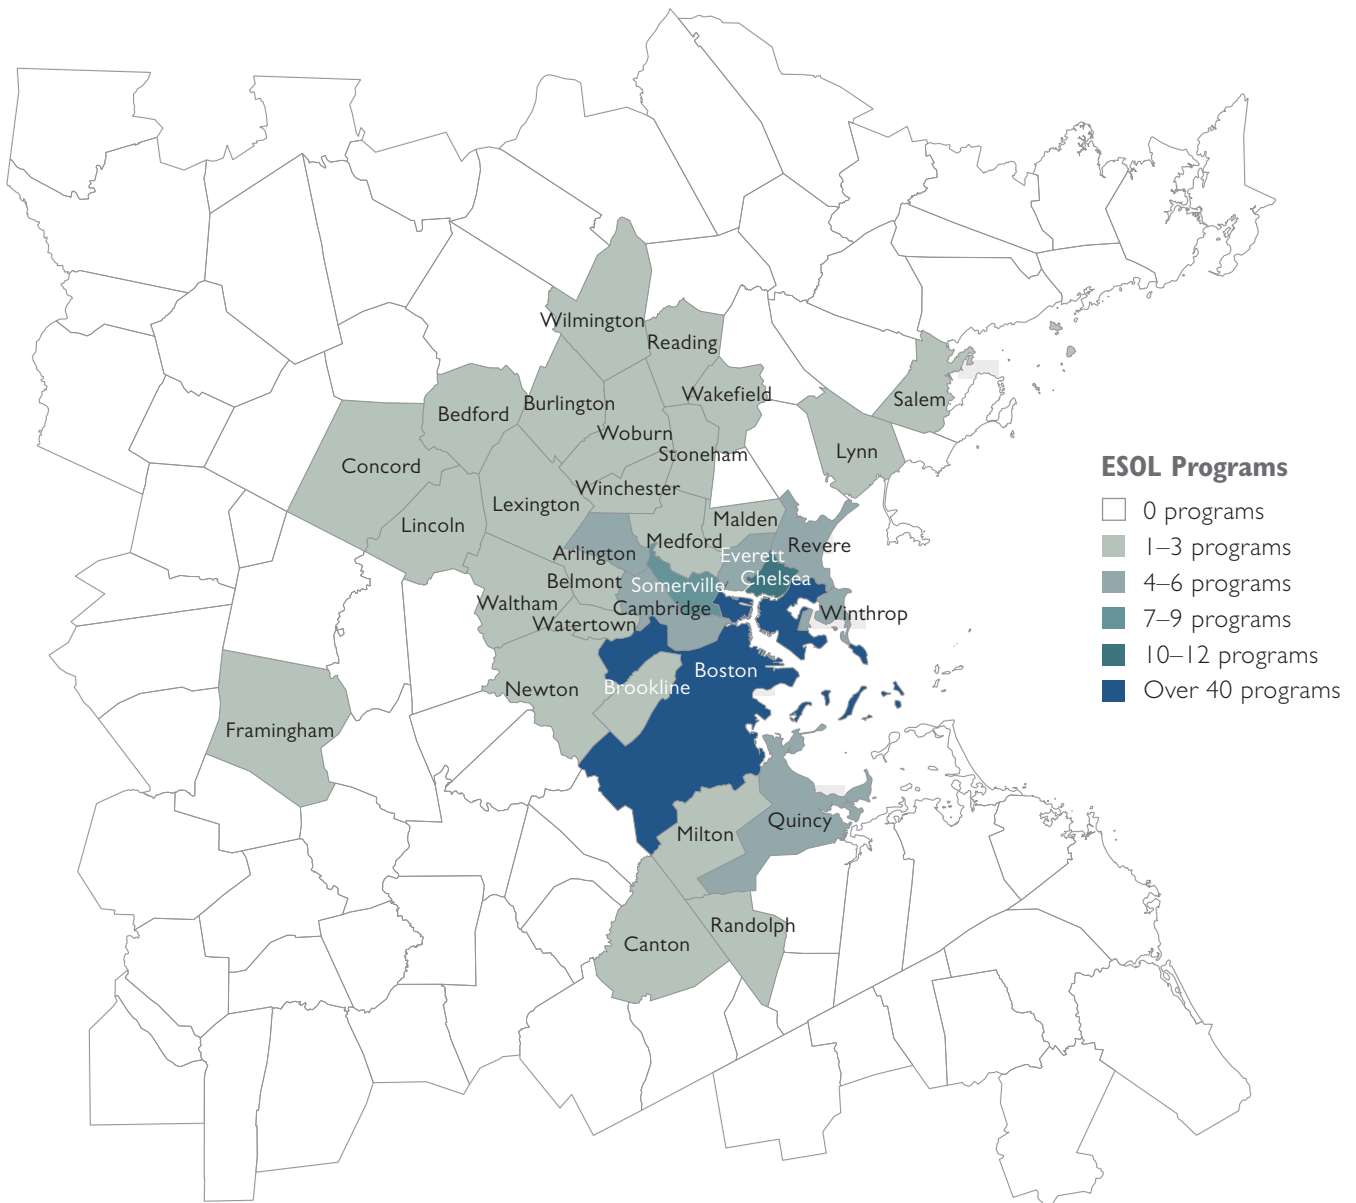 Wilmington
Reading
Wakefield
Salem
Bedford
Burlington
Woburn
Stoneham
Lynn
Concord
Winchester
Lexington
Lincoln
Malden
Medford
Revere
Arlington
Everett
Belmont
Somerville
Chelsea
Waltham
Cambridge
Winthrop
Watertown
Boston
Newton
Brookline
Framingham
Milton
Quincy
Randolph
Canton
ESOL Programs
0 programs
1–3 programs
4–6 programs
7–9 programs
10–12 programs
Over 40 programs